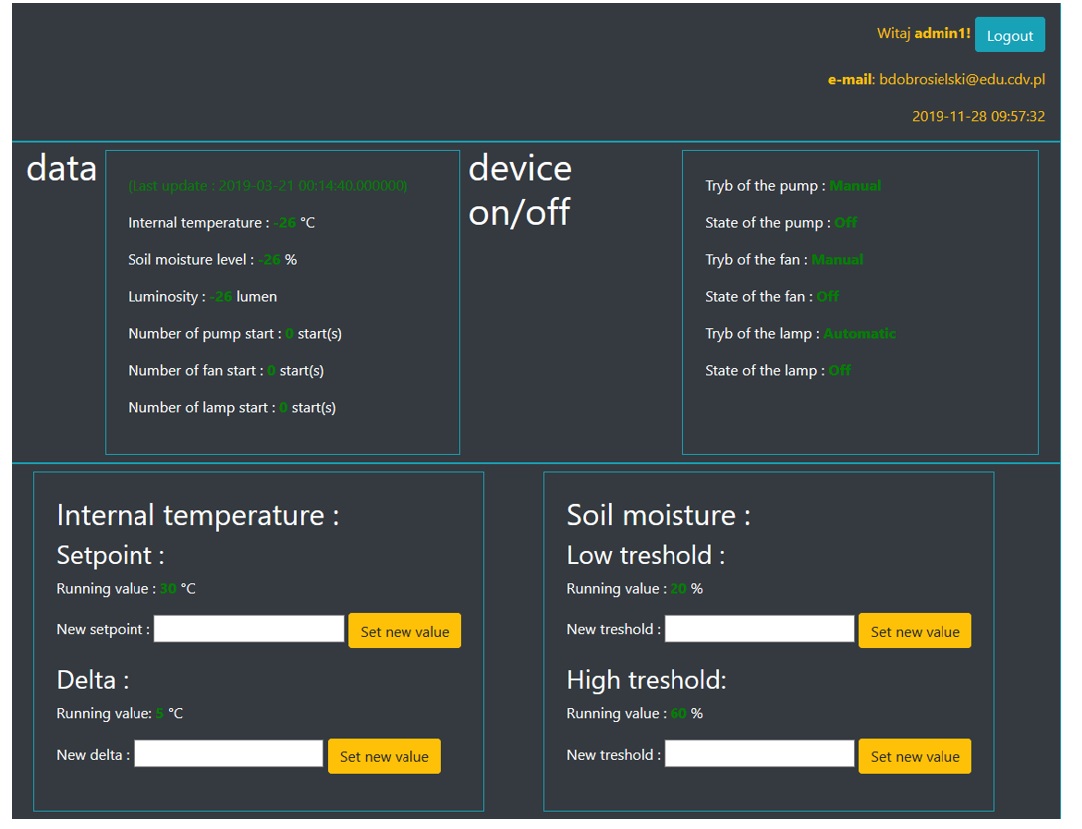 Witaj admin1! Logout
e-mail: bdobrosielski@edu.cdv.pl
2019-11-28 09:57:32
data
(Last update : 2019-03-21 00:14:40.000000)
Internal temperature : -26 °C
Soil moisture level : -26 %
Luminosity : -26 lumen
Number of pump start : 0 start(s)
Number of fan start : 0 start(s)
Number of lamp start : 0 start(s)
device
on/off
Tryb of the pump : Manual
State of the pump : Off
Tryb of the fan : Manual
State of the fan : Off
Tryb of the lamp : Automatic
State of the lamp : Off
Internal temperature :
Setpoint :
Running value : 30 °C
New setpoint : Set new value
Delta :
Running value: 5 °C
New delta : Set new value
Soil moisture :
Low treshold :
Running value : 20 %
New treshold : Set new value
High treshold:
Running value : 60 %
New treshold : Set new value